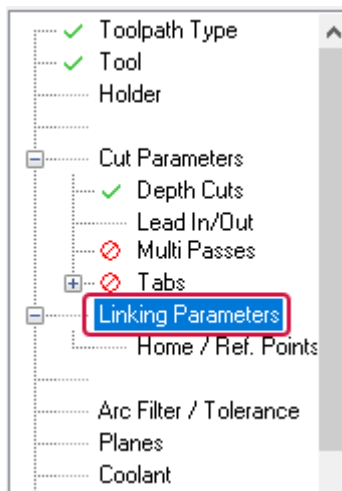 Toolpath Type
Tool
Holder
Cut Parameters
Depth Cuts
Lead In/Out
Multi Passes
Tabs
Linking Parameters
Home / Ref. Points
Arc Filter / Tolerance
Planes
Coolant